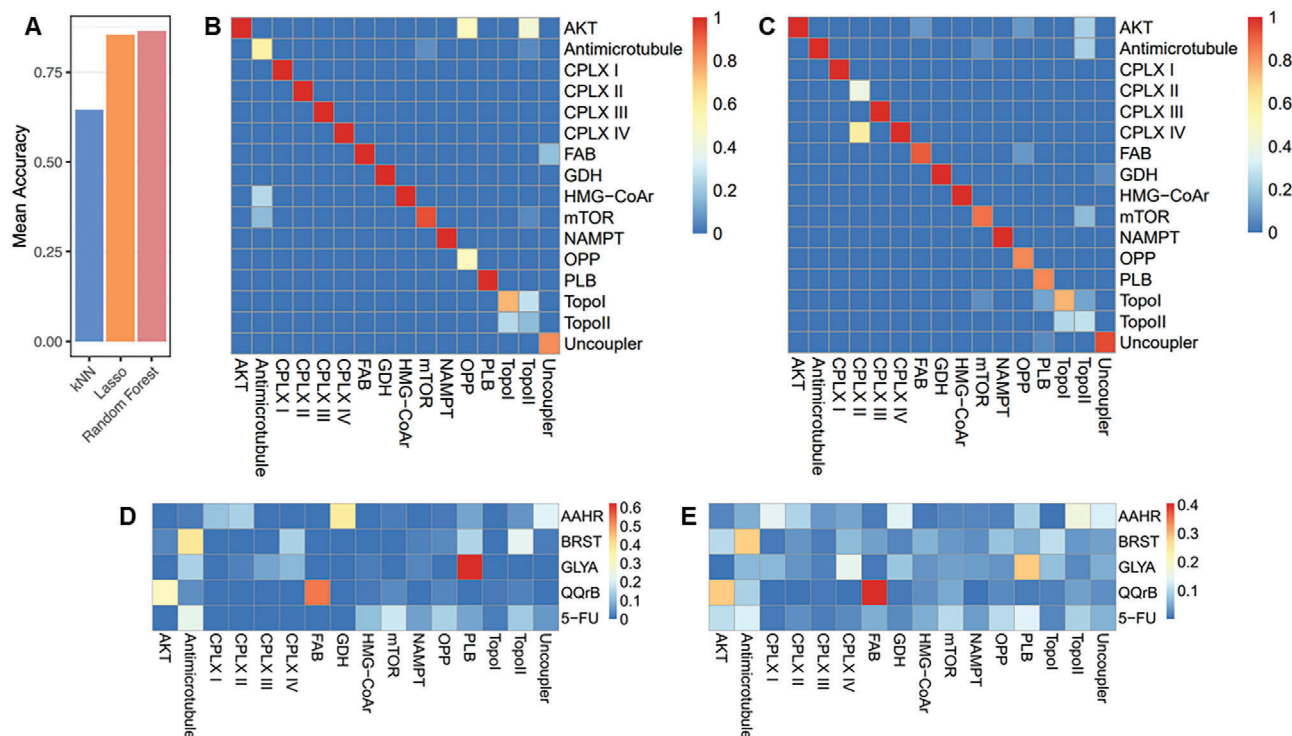 A
Mean Accuracy
0.75
0.50
0.25
0.00
kNN
Lasso
Random Forest
B
AKT
Antimicrotubule
CPLX I
CPLX II
CPLX III
CPLX IV
FAB
GDH
HMG-CoAr
mTOR
NAMPT
OPP
PLB
TopoI
TopoII
Uncoupler
1
0.8
0.6
0.4
0.2
0
AKT
Antimicrotubule
CPLX I
CPLX II
CPLX III
CPLX IV
FAB
GDH
HMG-CoAr
mTOR
NAMPT
OPP
PLB
TopoI
TopoII
Uncoupler
C
AKT
Antimicrotubule
CPLX I
CPLX II
CPLX III
CPLX IV
FAB
GDH
HMG-CoAr
mTOR
NAMPT
OPP
PLB
TopoI
TopoII
Uncoupler
1
0.8
0.6
0.4
0.2
0
AKT
Antimicrotubule
CPLX I
CPLX II
CPLX III
CPLX IV
FAB
GDH
HMG-CoAr
mTOR
NAMPT
OPP
PLB
TopoI
TopoII
Uncoupler
D
AAHR
BRST
GLYA
QQrB
5-FU
0.6
0.5
0.4
0.3
0.2
0.1
0
AKT
Antimicrotubule
CPLX I
CPLX II
CPLX III
CPLX IV
FAB
GDH
HMG-CoAr
mTOR
NAMPT
OPP
PLB
TopoI
TopoII
Uncoupler
E
AAHR
BRST
GLYA
QQrB
5-FU
0.4
0.3
0.2
0.1
AKT
Antimicrotubule
CPLX I
CPLX II
CPLX III
CPLX IV
FAB
GDH
HMG-CoAr
mTOR
NAMPT
OPP
PLB
TopoI
TopoII
Uncoupler